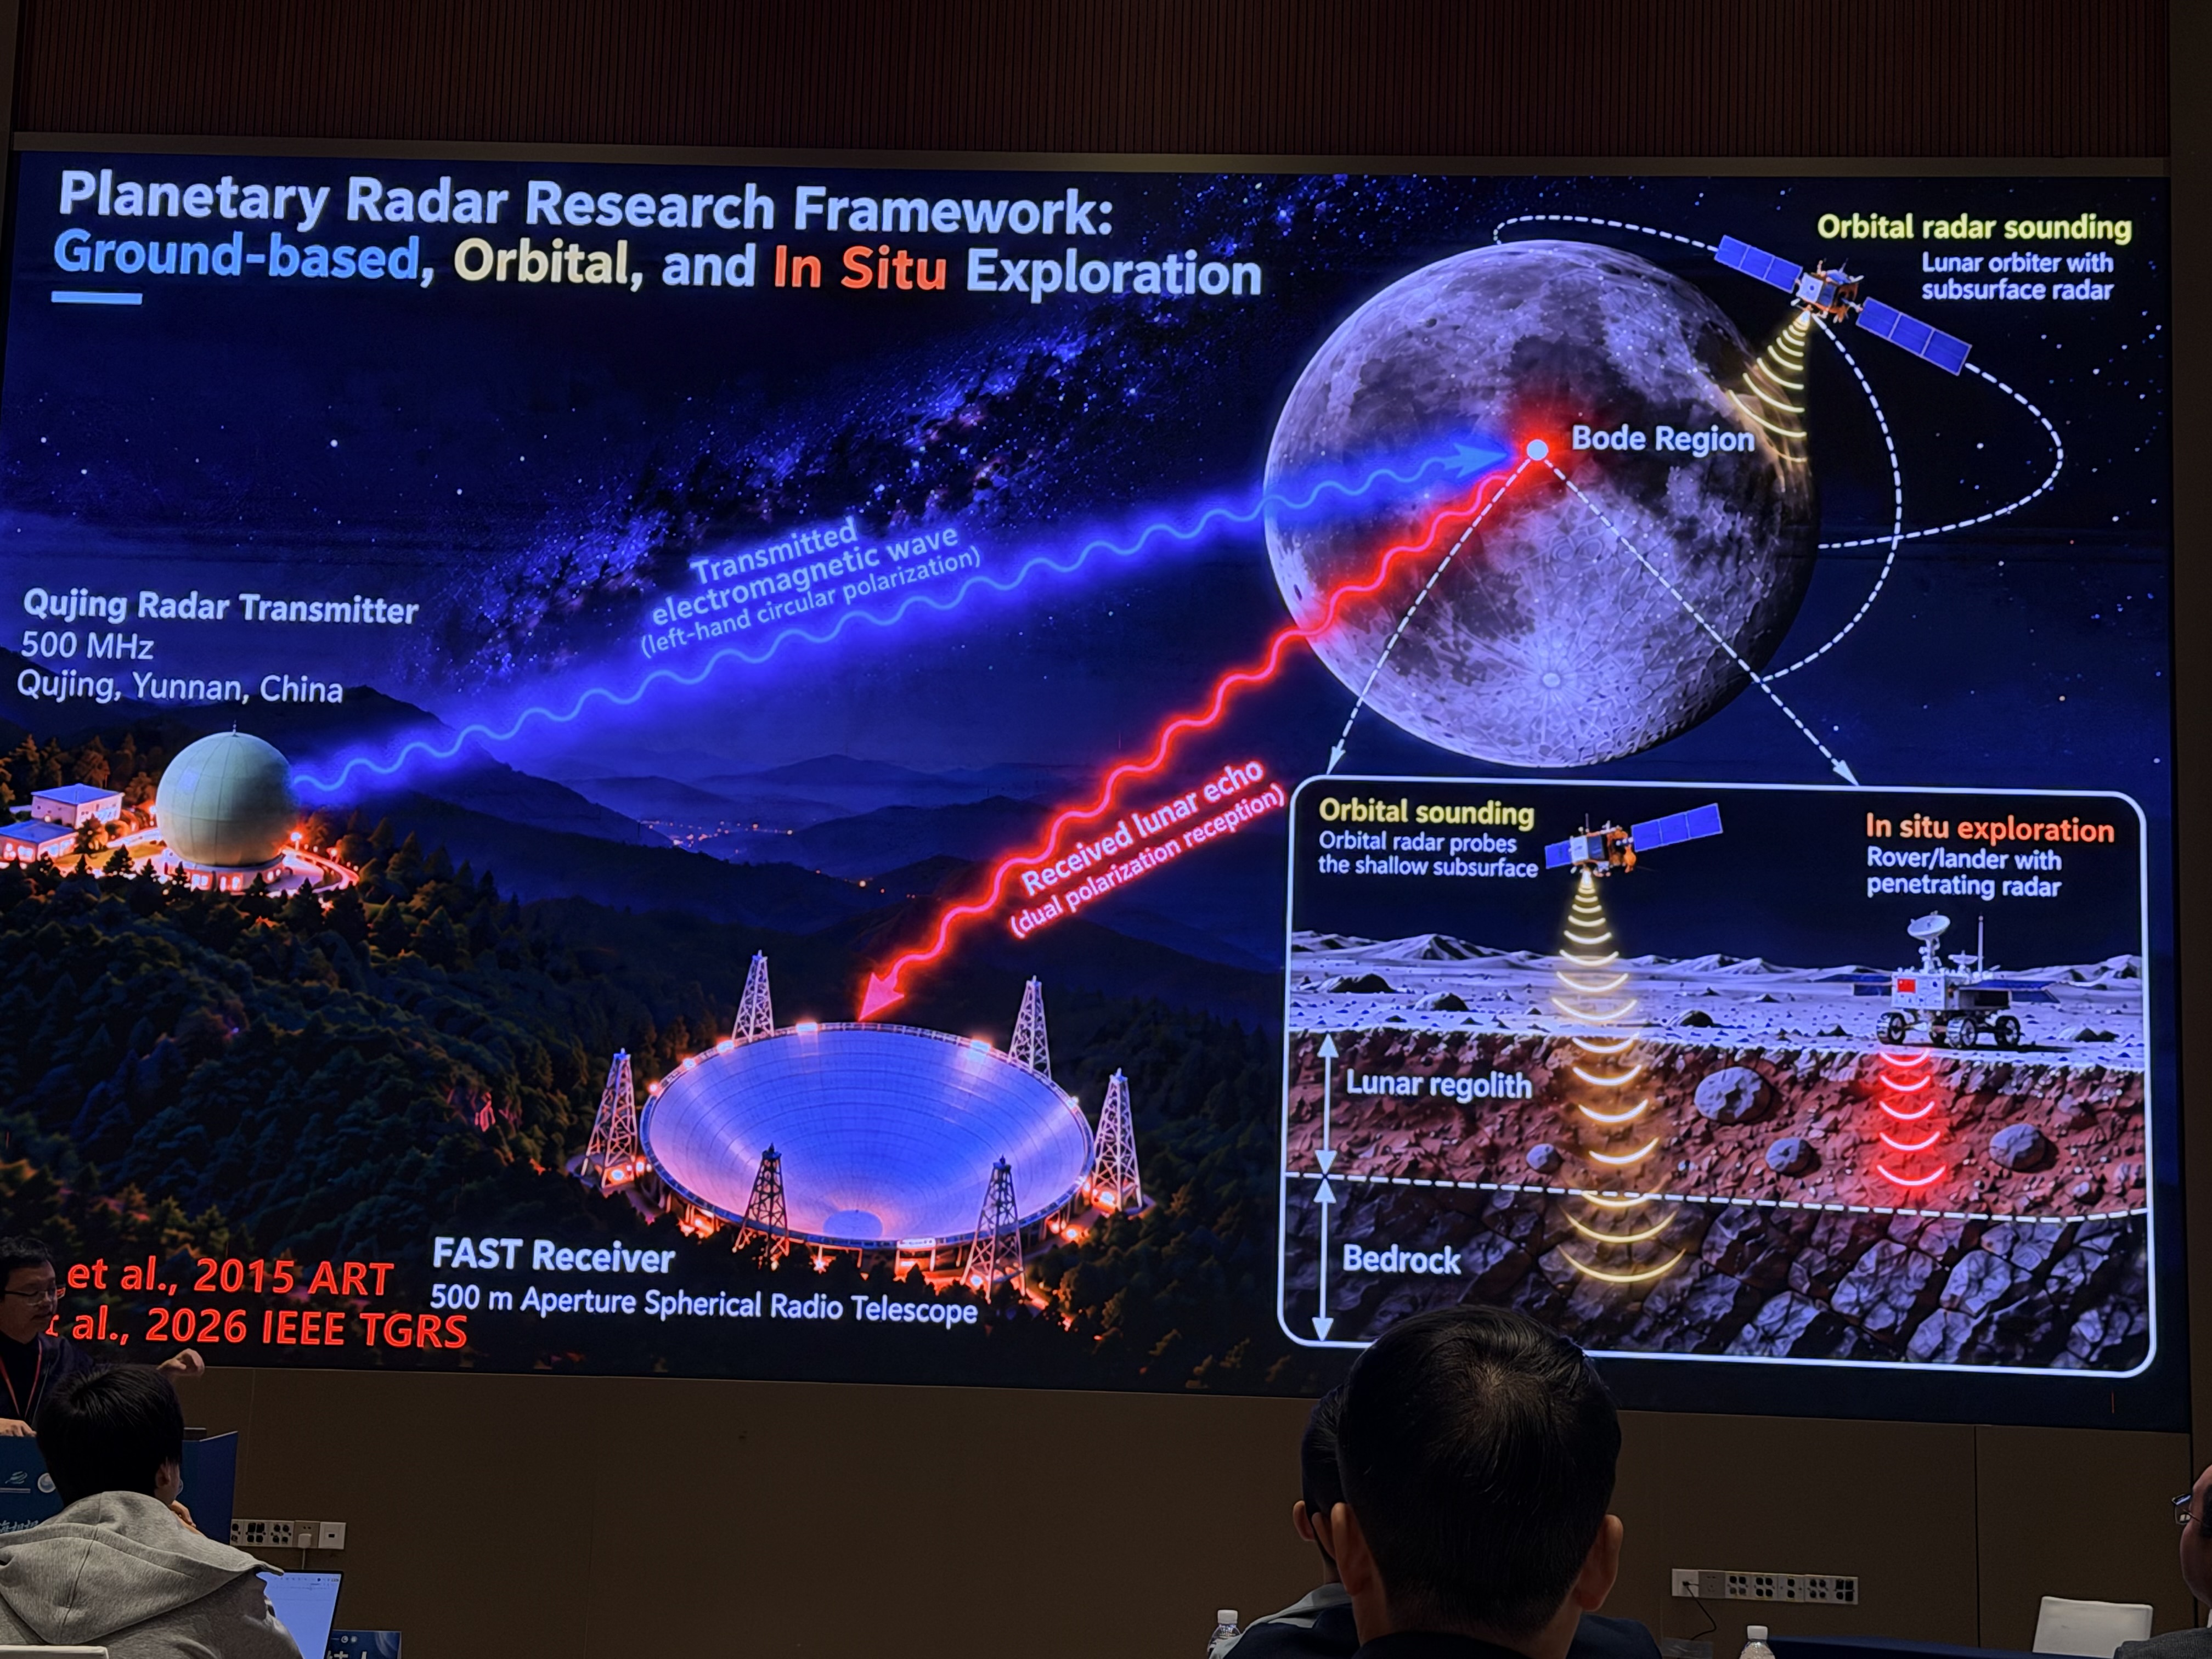 Planetary Radar Research Framework:
Ground-based, Orbital, and In Situ Exploration
Orbital radar sounding
Lunar orbiter with
subsurface radar
Bode Region
Transmitted
electromagnetic wave
(left-hand circular polarization)
Qujing Radar Transmitter
500 MHz
Qujing, Yunnan, China
Received lunar echo
(dual polarization reception)
Orbital sounding
Orbital radar probes
the shallow subsurface
In situ exploration
Rover/lander with
penetrating radar
Lunar regolith
Bedrock
FAST Receiver
500 m Aperture Spherical Radio Telescope
et al., 2015 ART
al., 2026 IEEE TGRS